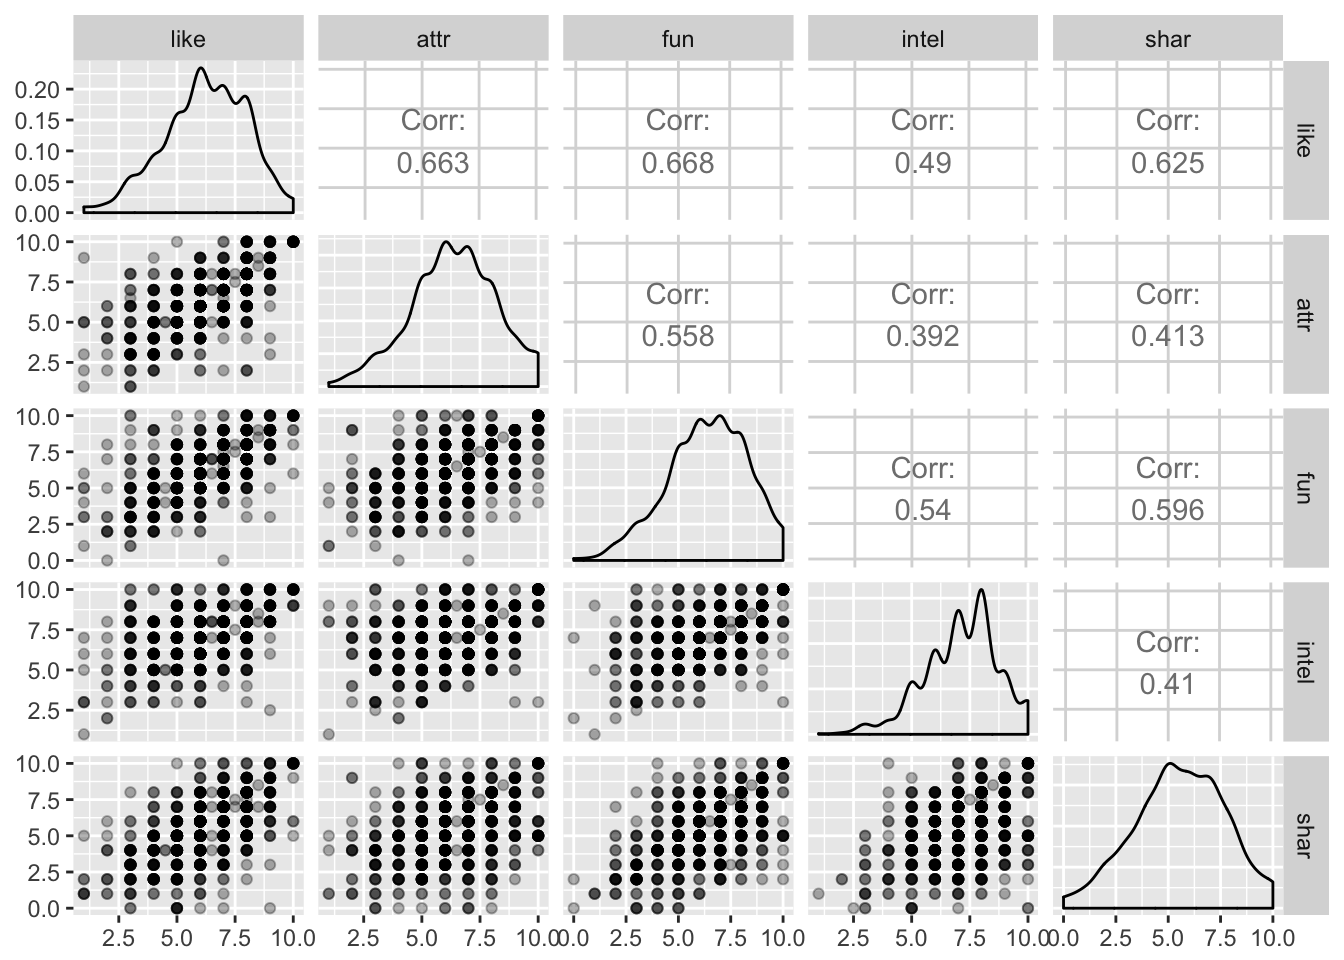 like attr fun intel shar
0.20
0.15
0.10
0.05
0.00
Corr:
0.663
Corr:
0.668
Corr:
0.49
Corr:
0.625
like
10.0
7.5
5.0
2.5
Corr:
0.558
Corr:
0.392
Corr:
0.413
attr
10.0
7.5
5.0
2.5
0.0
Corr:
0.54
Corr:
0.596
fun
10.0
7.5
5.0
2.5
Corr:
0.41
intel
10.0
7.5
5.0
2.5
0.0
shar
2.5 5.0 7.5 10.0 2.5 5.0 7.5 10.0 0.0 2.5 5.0 7.5 10.0 2.5 5.0 7.5 10.0 0.0 2.5 5.0 7.5 10.0